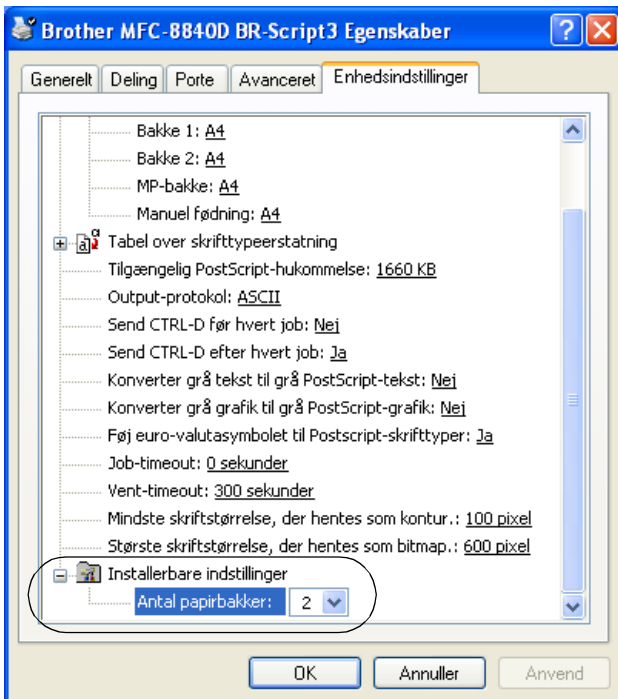 Brother MFC-8840D BR-Script3 Egenskaber
Generelt Deling Porte Avanceret Enhedsindstillinger
Bakke 1: A4
Bakke 2: A4
MP-bakke: A4
Manuel fødning: A4
Tabel over skrifttypeerstatning
Tilgængelig PostScript-hukommelse: 1660 KB
Output-protokol: ASCII
Send CTRL-D før hvert job: Nej
Send CTRL-D efter hvert job: Ja
Konverter grå tekst til grå PostScript-tekst: Nej
Konverter grå grafik til grå PostScript-grafik: Nej
Føj euro-valutasymbolet til Postscript-skrifttyper: Ja
Job-timeout: 0 sekunder
Vent-timeout: 300 sekunder
Mindste skriftstørrelse, der hentes som kontur.: 100 pixel
Største skriftstørrelse, der hentes som bitmap.: 600 pixel
Installerbare indstillinger
Antal papirbakker: 2
OK Annuller Anvend